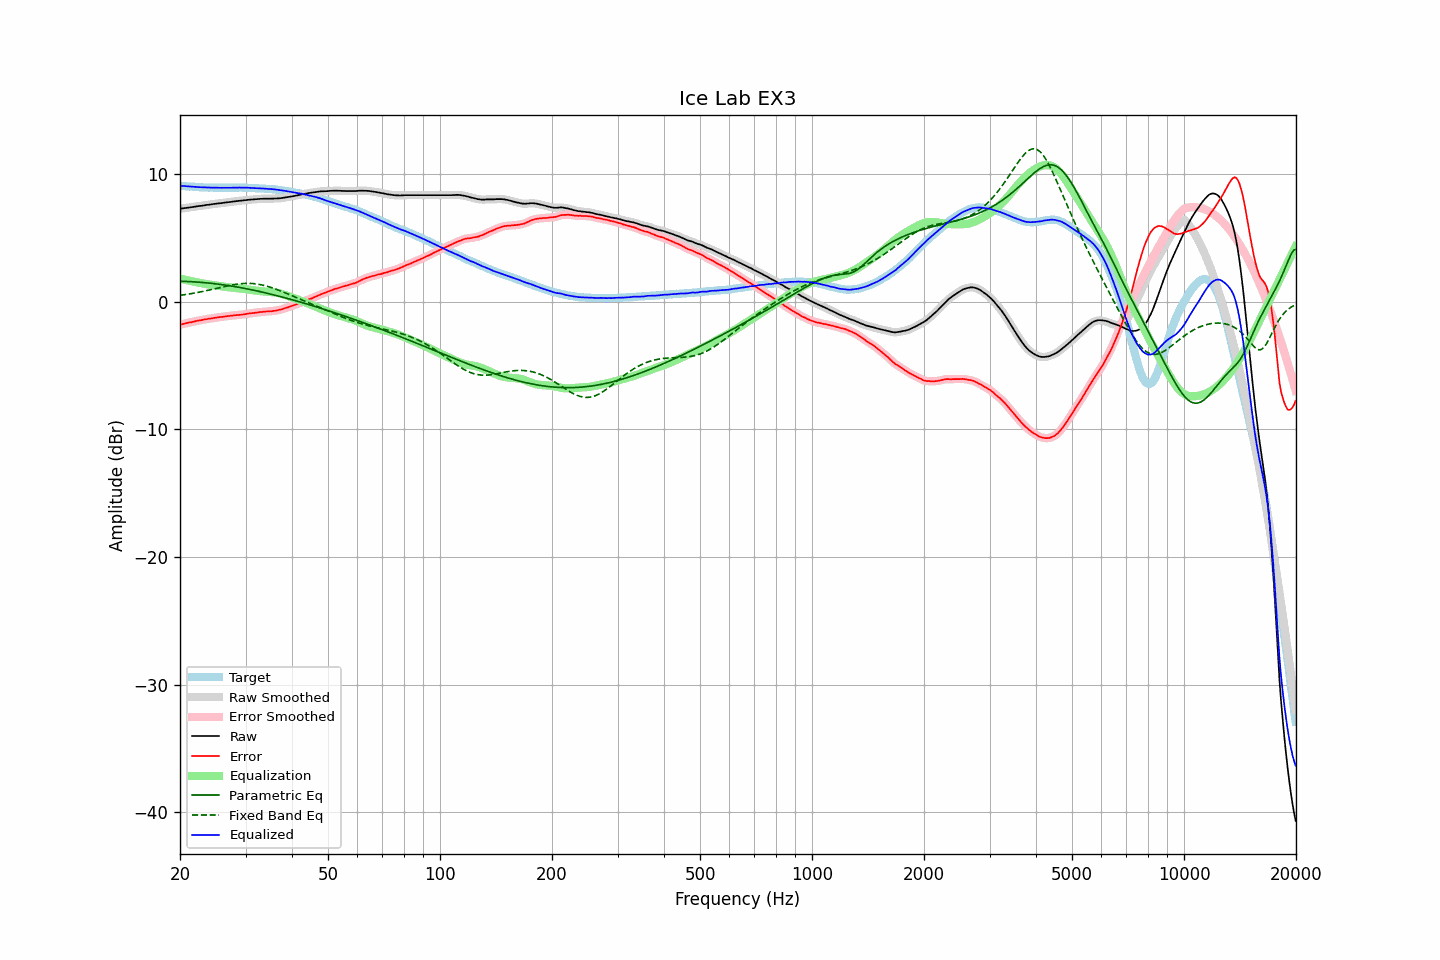 Ice Lab EX3
10
0
−10
−20
−30
−40
Amplitude (dBr)
Target
Raw Smoothed
Error Smoothed
Raw
Error
Equalization
Parametric Eq
Fixed Band Eq
Equalized
20 50 100 200 500 1000 2000 5000 10000 20000
Frequency (Hz)